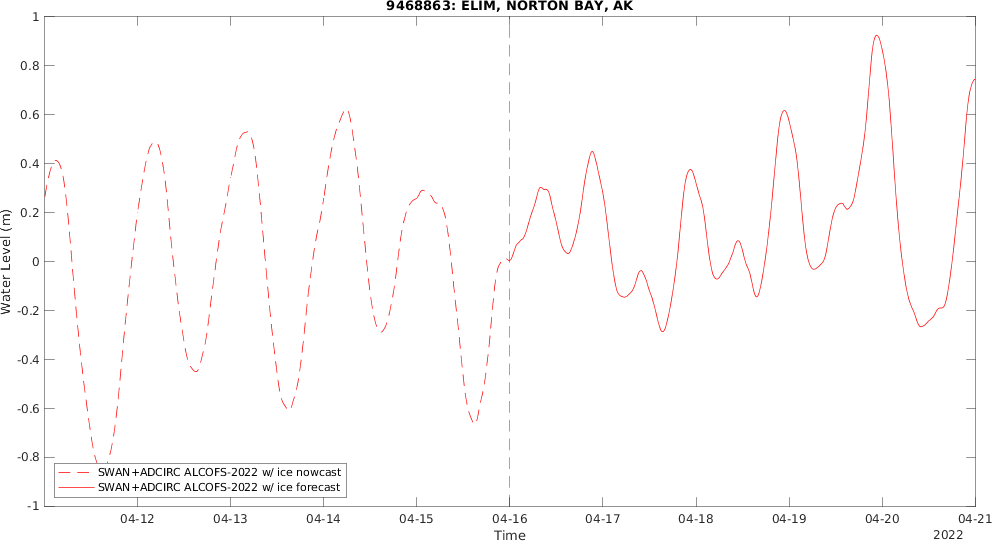 9468863: ELIM, NORTON BAY, AK
1
0.8
0.6
0.4
0.2
0
-0.2
-0.4
-0.6
-0.8
-1
Water Level (m)
SWAN+ADCIRC ALCOFS-2022 w/ ice nowcast
SWAN+ADCIRC ALCOFS-2022 w/ ice forecast
04-12 04-13 04-14 04-15 04-16 04-17 04-18 04-19 04-20 04-21
Time
2022